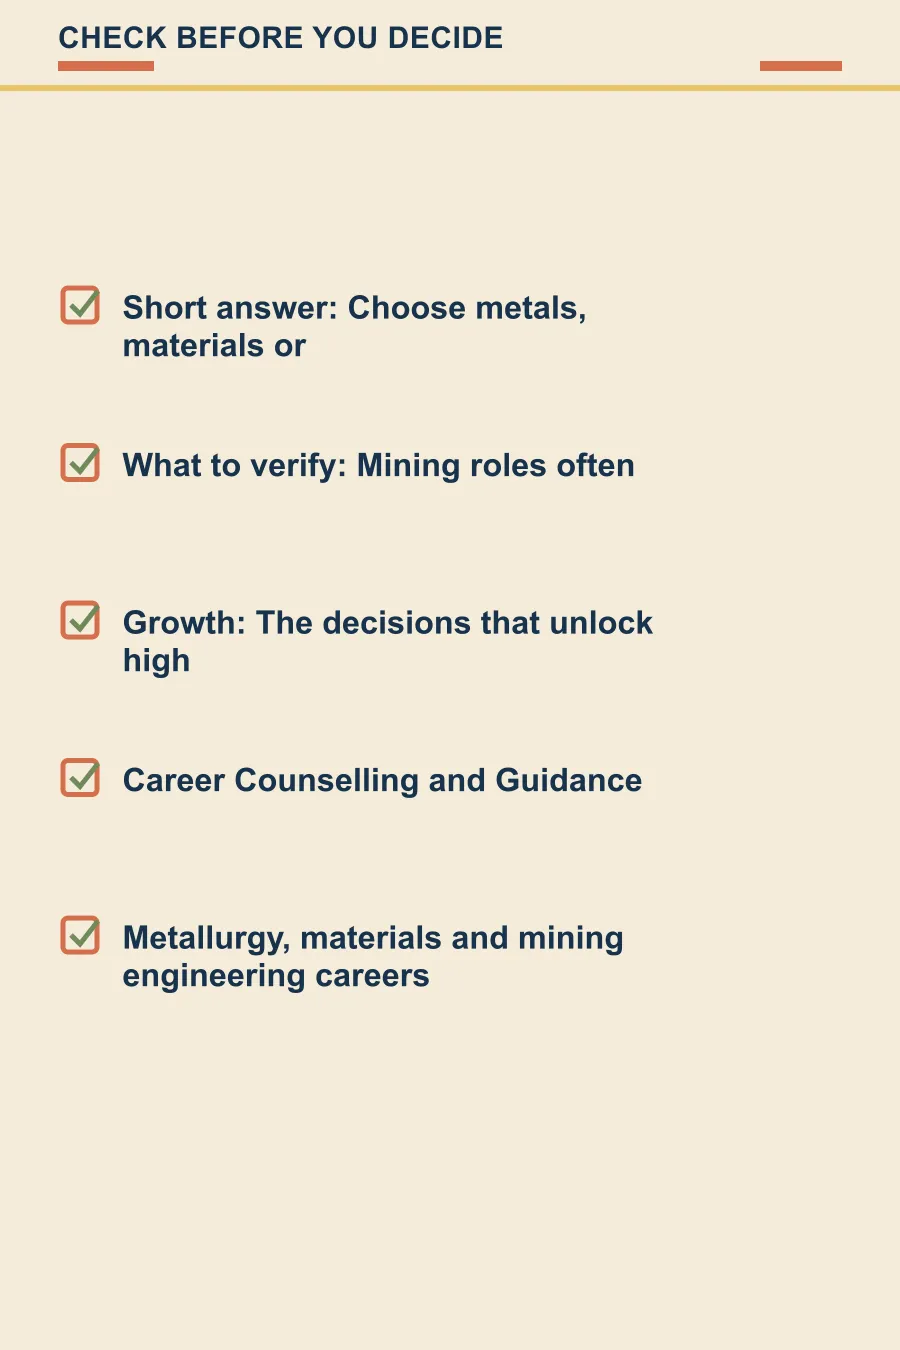 CHECK BEFORE YOU DECIDE
Short answer: Choose metals,
materials or
What to verify: Mining roles often
Growth: The decisions that unlock
high
Career Counselling and Guidance
Metallurgy, materials and mining
engineering careers